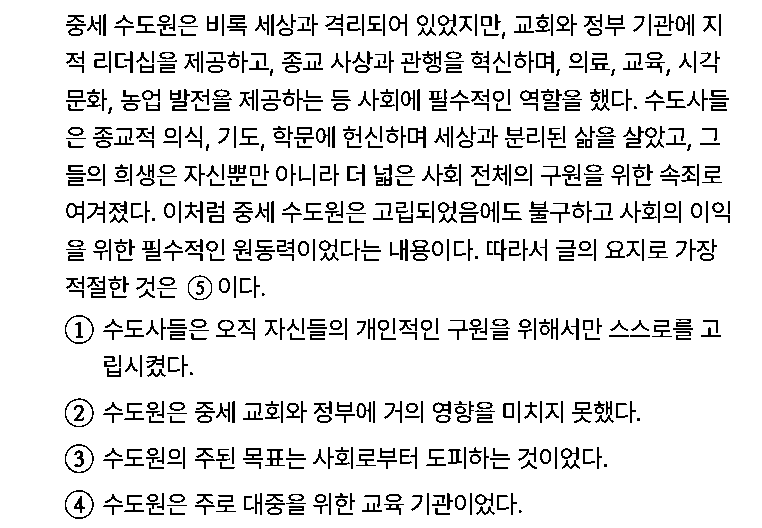 중세 수도원은 비록 세상과 격리되어 있었지만, 교회와 정부 기관에 지
적 리더십을 제공하고, 종교 사상과 관행을 혁신하며, 의료, 교육, 시각
문화, 농업 발전을 제공하는 등 사회에 필수적인 역할을 했다. 수도사들
은 종교적 의식, 기도, 학문에 헌신하며 세상과 분리된 삶을 살았고, 그
들의 희생은 자신뿐만 아니라 더 넓은 사회 전체의 구원을 위한 속죄로
여겨졌다. 이처럼 중세 수도원은 고립되었음에도 불구하고 사회의 이익
을 위한 필수적인 원동력이었다는 내용이다. 따라서 글의 요지로 가장
적절한 것은 ⑤이다.
① 수도사들은 오직 자신들의 개인적인 구원을 위해서만 스스로를 고
립시켰다.
② 수도원은 중세 교회와 정부에 거의 영향을 미치지 못했다.
③ 수도원의 주된 목표는 사회로부터 도피하는 것이었다.
④ 수도원은 주로 대중을 위한 교육 기관이었다.